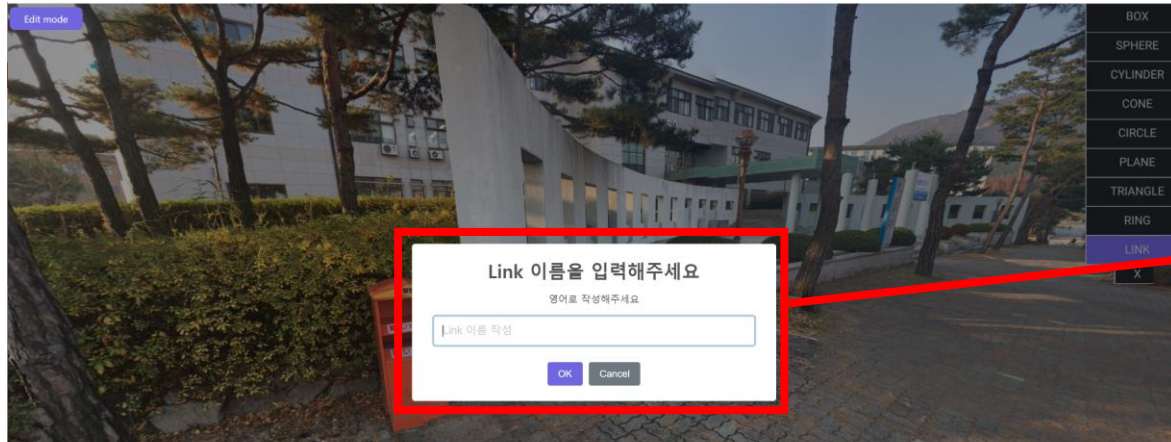 Edit mode
BOX
SPHERE
CYLINDER
CONE
CIRCLE
PLANE
TRIANGLE
RING
LINK
X
Link 이름을 입력해주세요
영어로 작성해주세요
Link 이름 작성
OK
Cancel